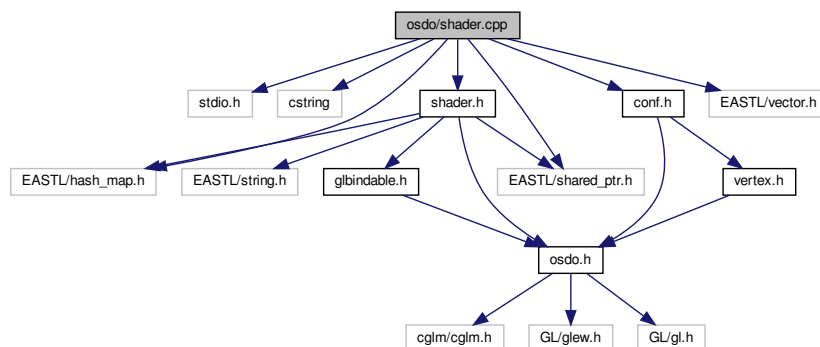 osdo/shader.cpp
stdio.h
cstring
shader.h
conf.h
EASTL/vector.h
EASTL/hash_map.h
EASTL/string.h
glbindable.h
EASTL/shared_ptr.h
vertex.h
osdo.h
cglm/cglm.h
GL/glew.h
GL/gl.h